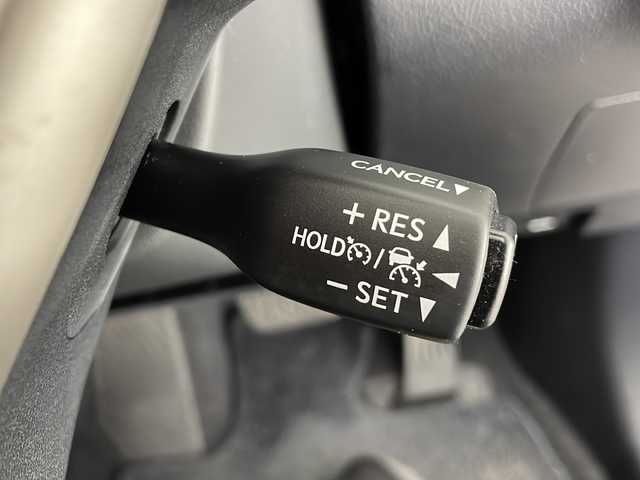 CANCEL▼
+ RES ▲
HOLD / ◀
− SET ▼